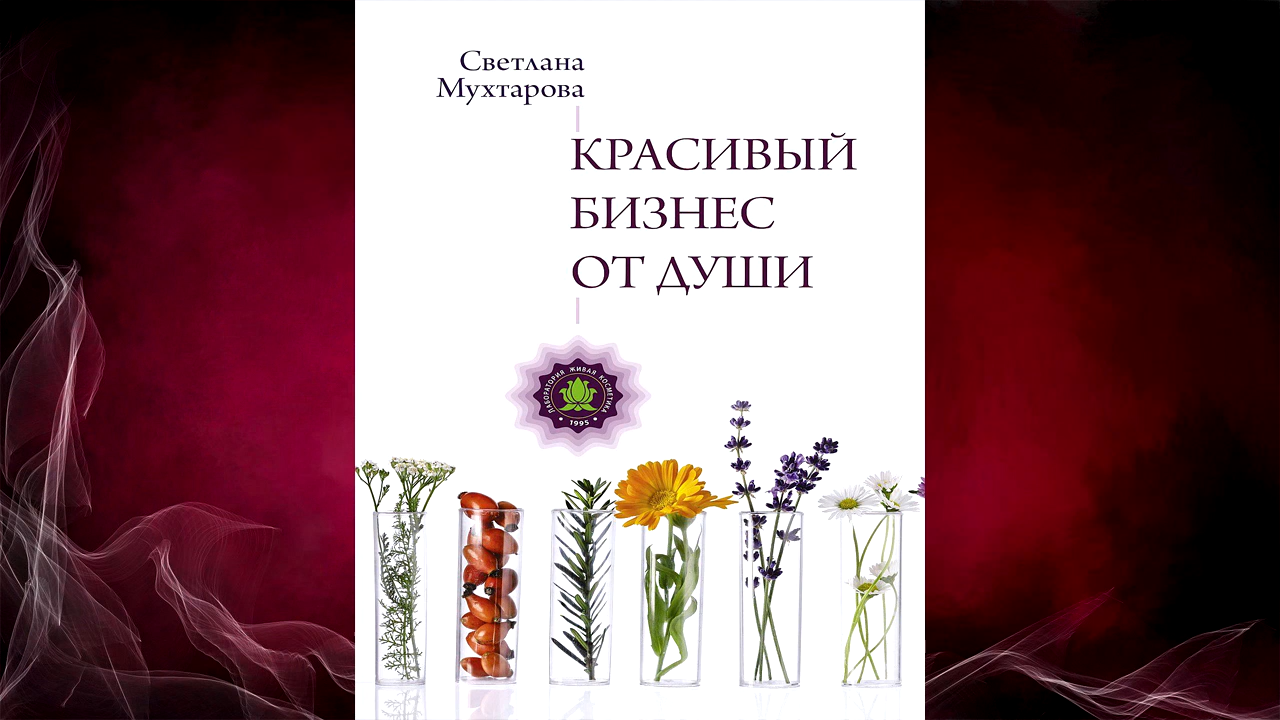 Светлана
Мухтарова
КРАСИВЫЙ
БИЗНЕС
ОТ ДУШИ
ЛАБОРАТОРИЯ ЖИВАЯ КОСМЕТИКА
• 1995 •